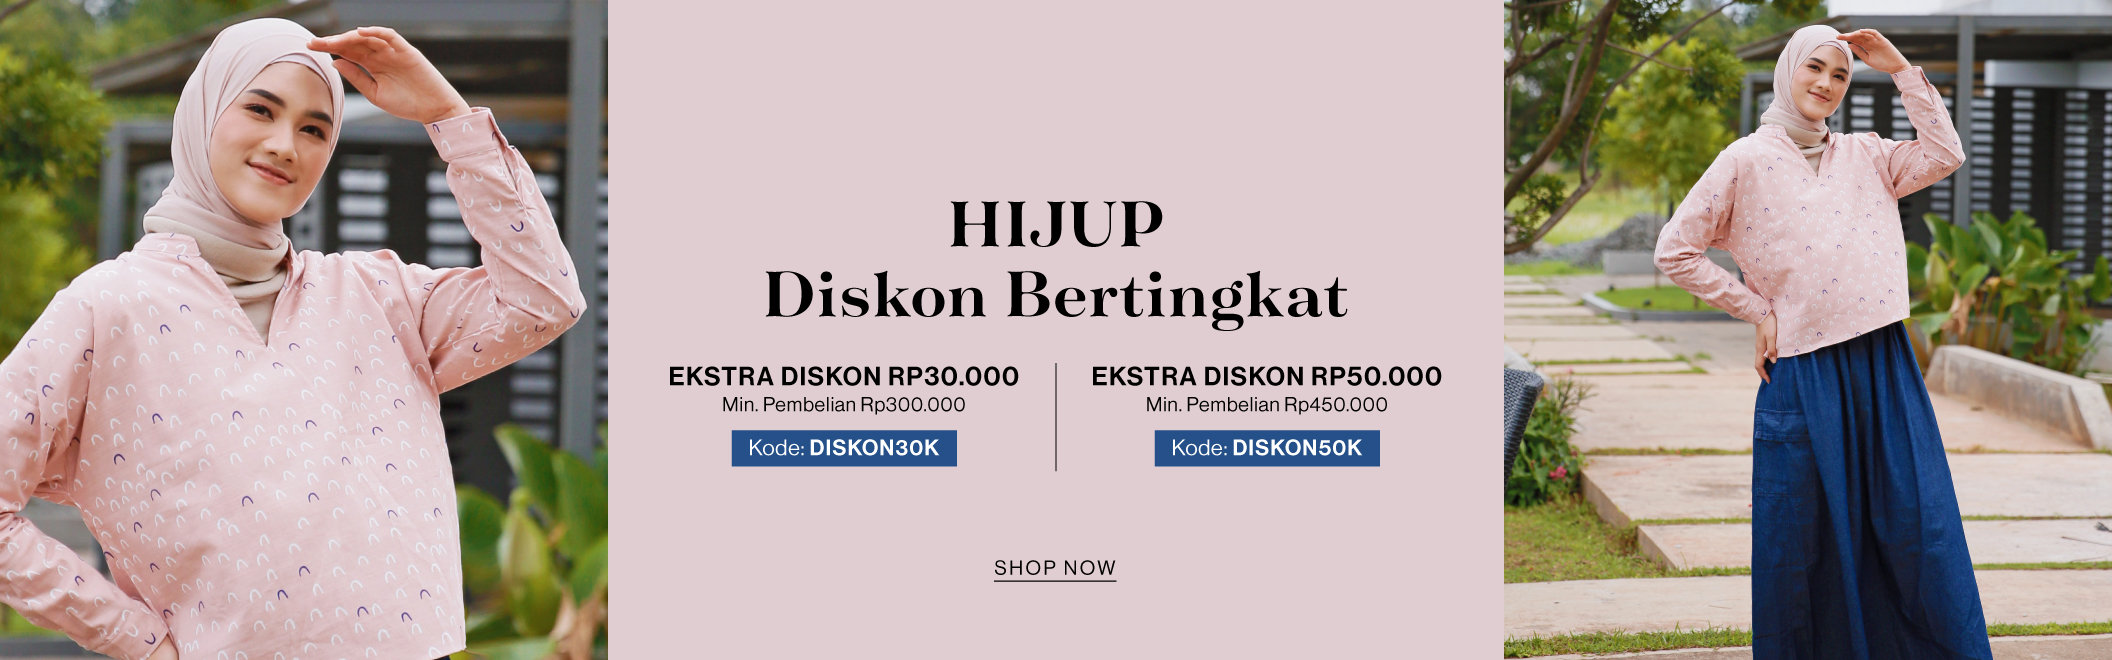 HIJUP
Diskon Bertingkat
EKSTRA DISKON RP30.000
Min. Pembelian Rp300.000
Kode: DISKON30K
EKSTRA DISKON RP50.000
Min. Pembelian Rp450.000
Kode: DISKON50K
SHOP NOW